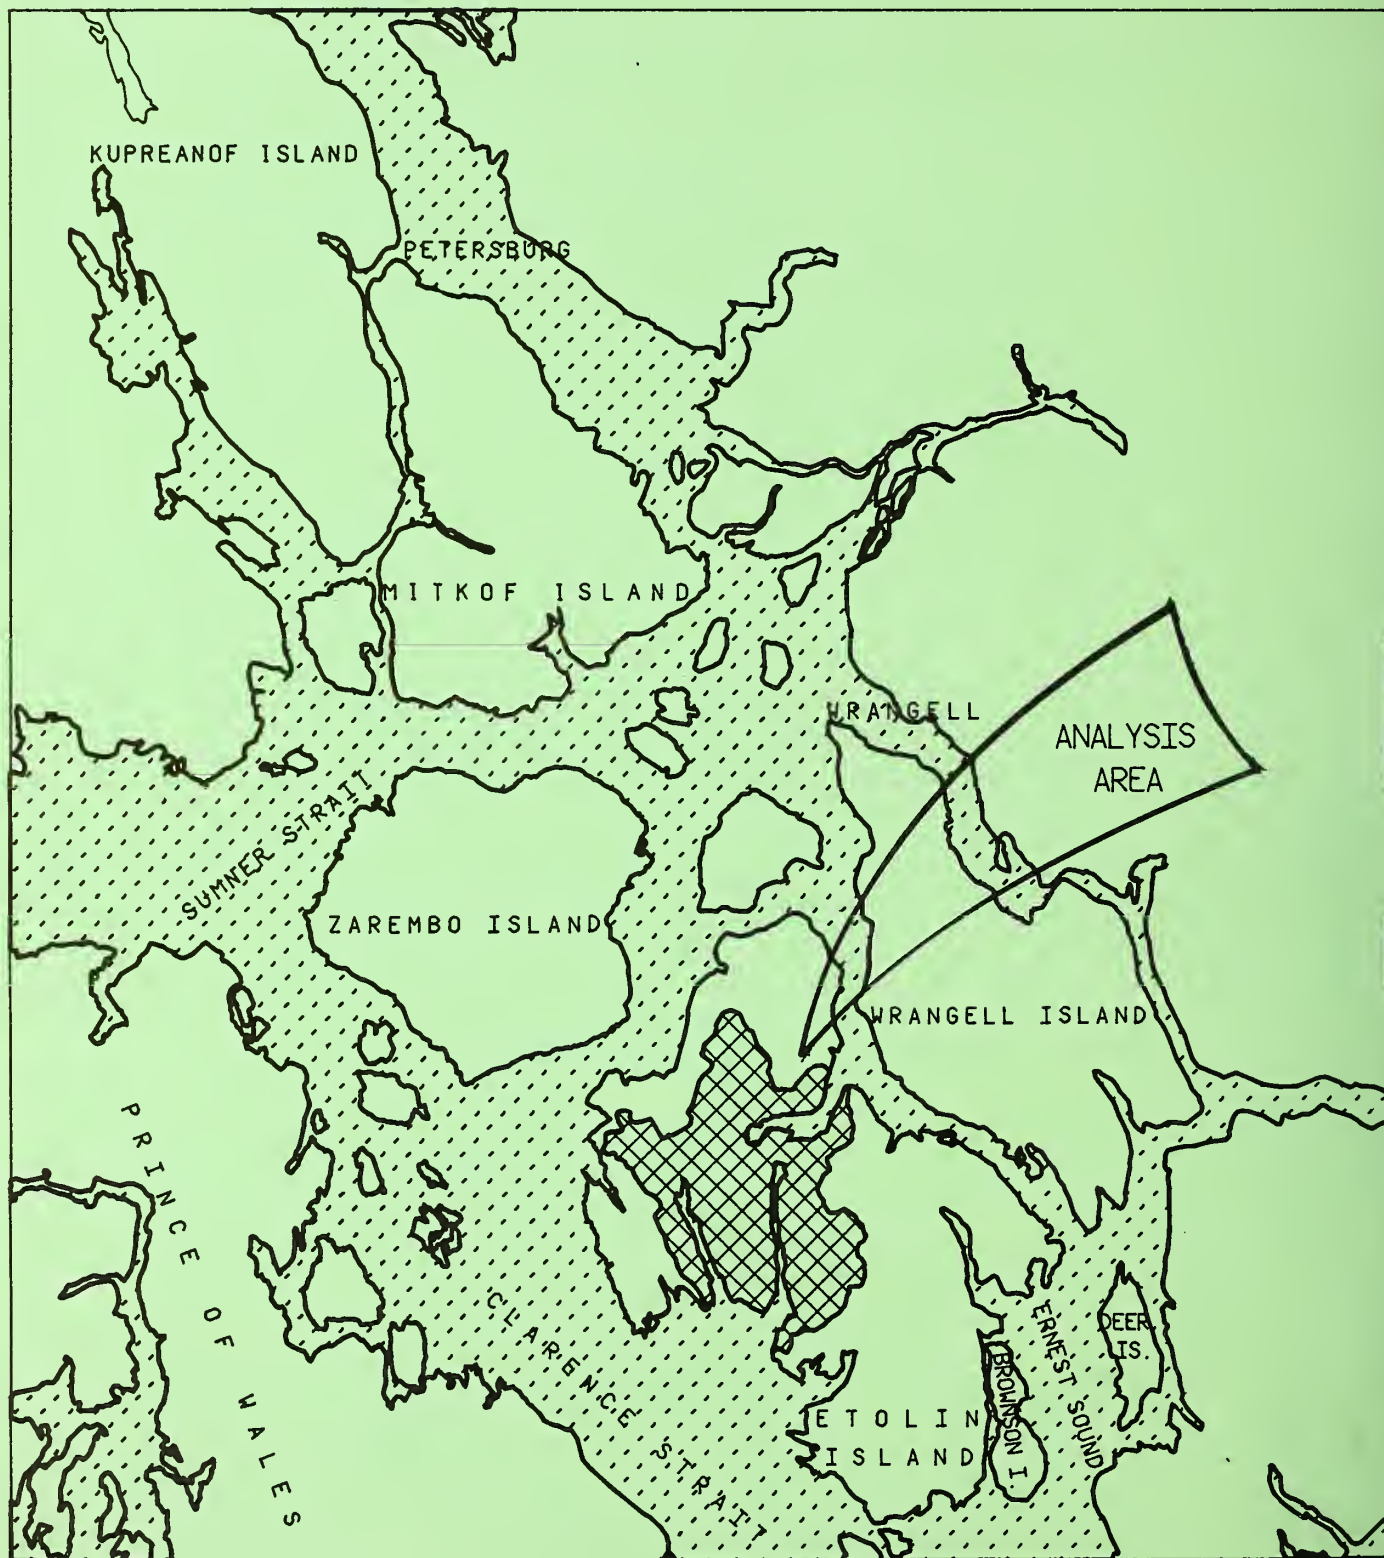 KUPREANOF ISLAND
PETERSBURG
MITKOF ISLAND
WRANGELL
ANALYSIS
AREA
SUMNER STRAIT
ZAREMBO ISLAND
WRANGELL ISLAND
PRINCE OF WALES
CLARENCE STRAIT
ERNEST SOUND
DEER
IS.
BROWNSON I.
ETOLIN
ISLAND